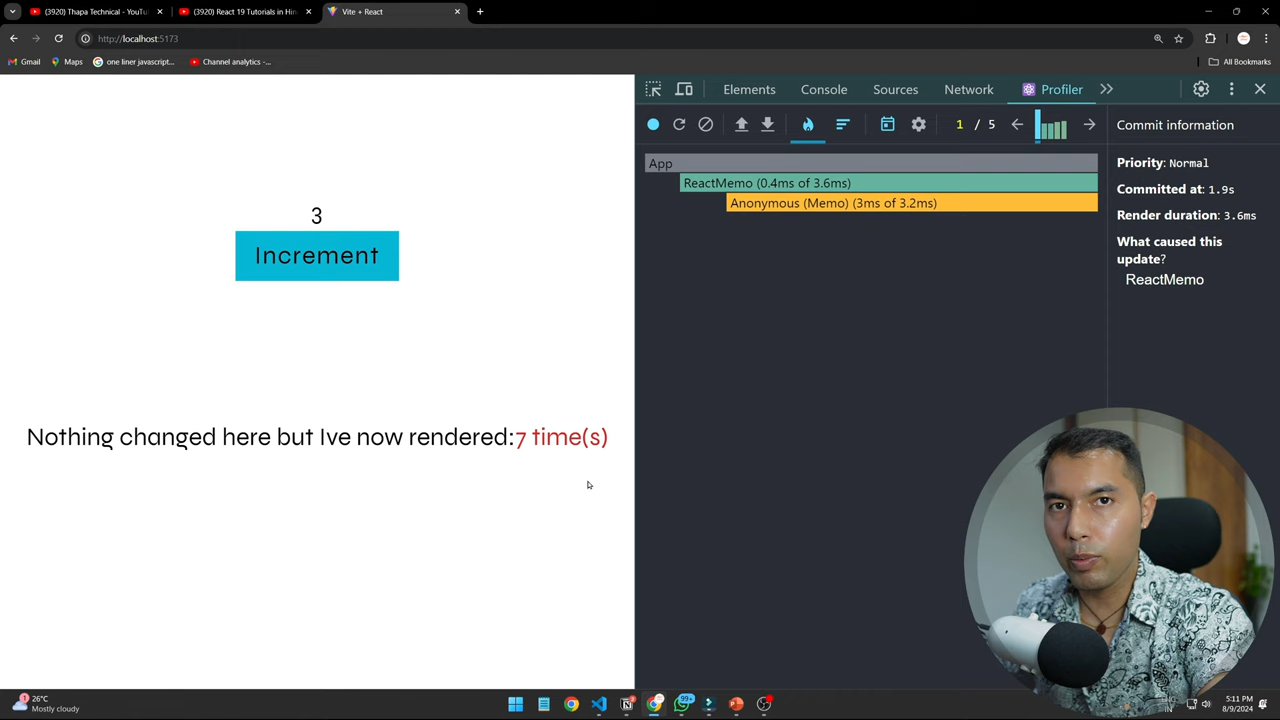 (3920) Thapa Technical - YouTu
(3920) React 19 Tutorials in Hin
Vite + React
http://localhost:5173
Gmail
Maps
one liner javascript...
Channel analytics -...
All Bookmarks
Elements
Console
Sources
Network
Profiler
1 / 5
Commit information
App
ReactMemo (0.4ms of 3.6ms)
Anonymous (Memo) (3ms of 3.2ms)
Priority: Normal
Committed at: 1.9s
Render duration: 3.6ms
What caused this
update?
ReactMemo
3
Increment
Nothing changed here but Ive now rendered:7 time(s)
1
26°C
Mostly cloudy
99+
5:11 PM
8/9/2024